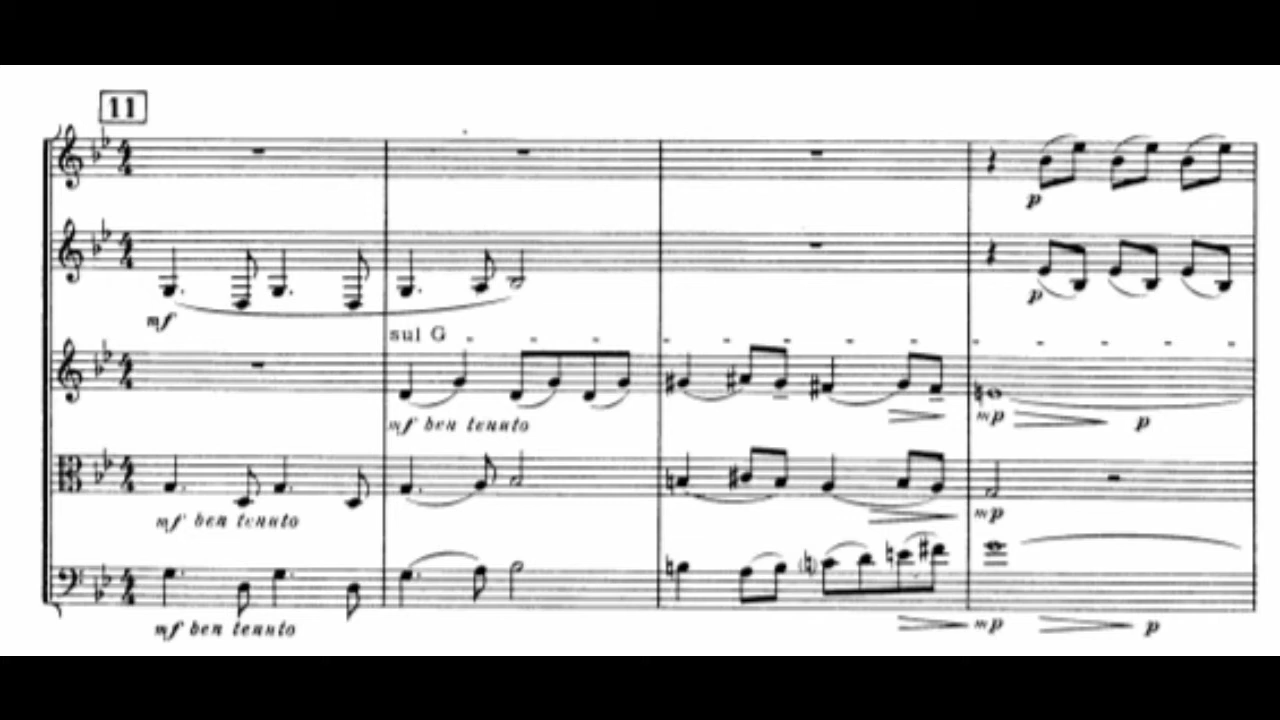 11
mf
sul G
mf ben tenuto
p
p
mp p
mf ben tenuto
mp
mf ben tenuto
mp p